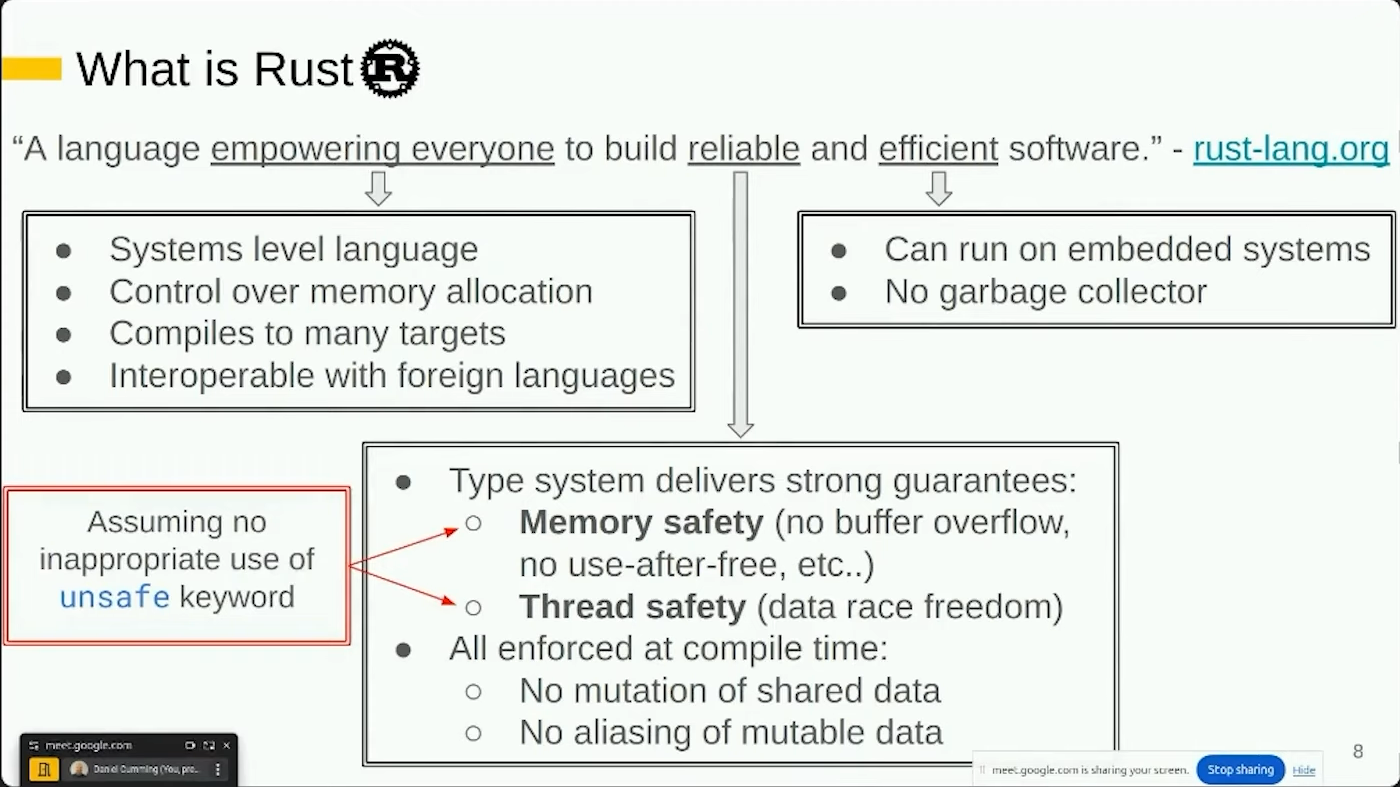 What is Rust
“A language empowering everyone to build reliable and efficient software.” - rust-lang.org
● Systems level language
● Control over memory allocation
● Compiles to many targets
● Interoperable with foreign languages
● Can run on embedded systems
● No garbage collector
Assuming no
inappropriate use of
unsafe keyword
● Type system delivers strong guarantees:
○ Memory safety (no buffer overflow,
no use-after-free, etc..)
○ Thread safety (data race freedom)
● All enforced at compile time:
○ No mutation of shared data
○ No aliasing of mutable data
8
meet.google.com
Daniel Cumming (You, pre...
meet.google.com is sharing your screen. Stop sharing Hide